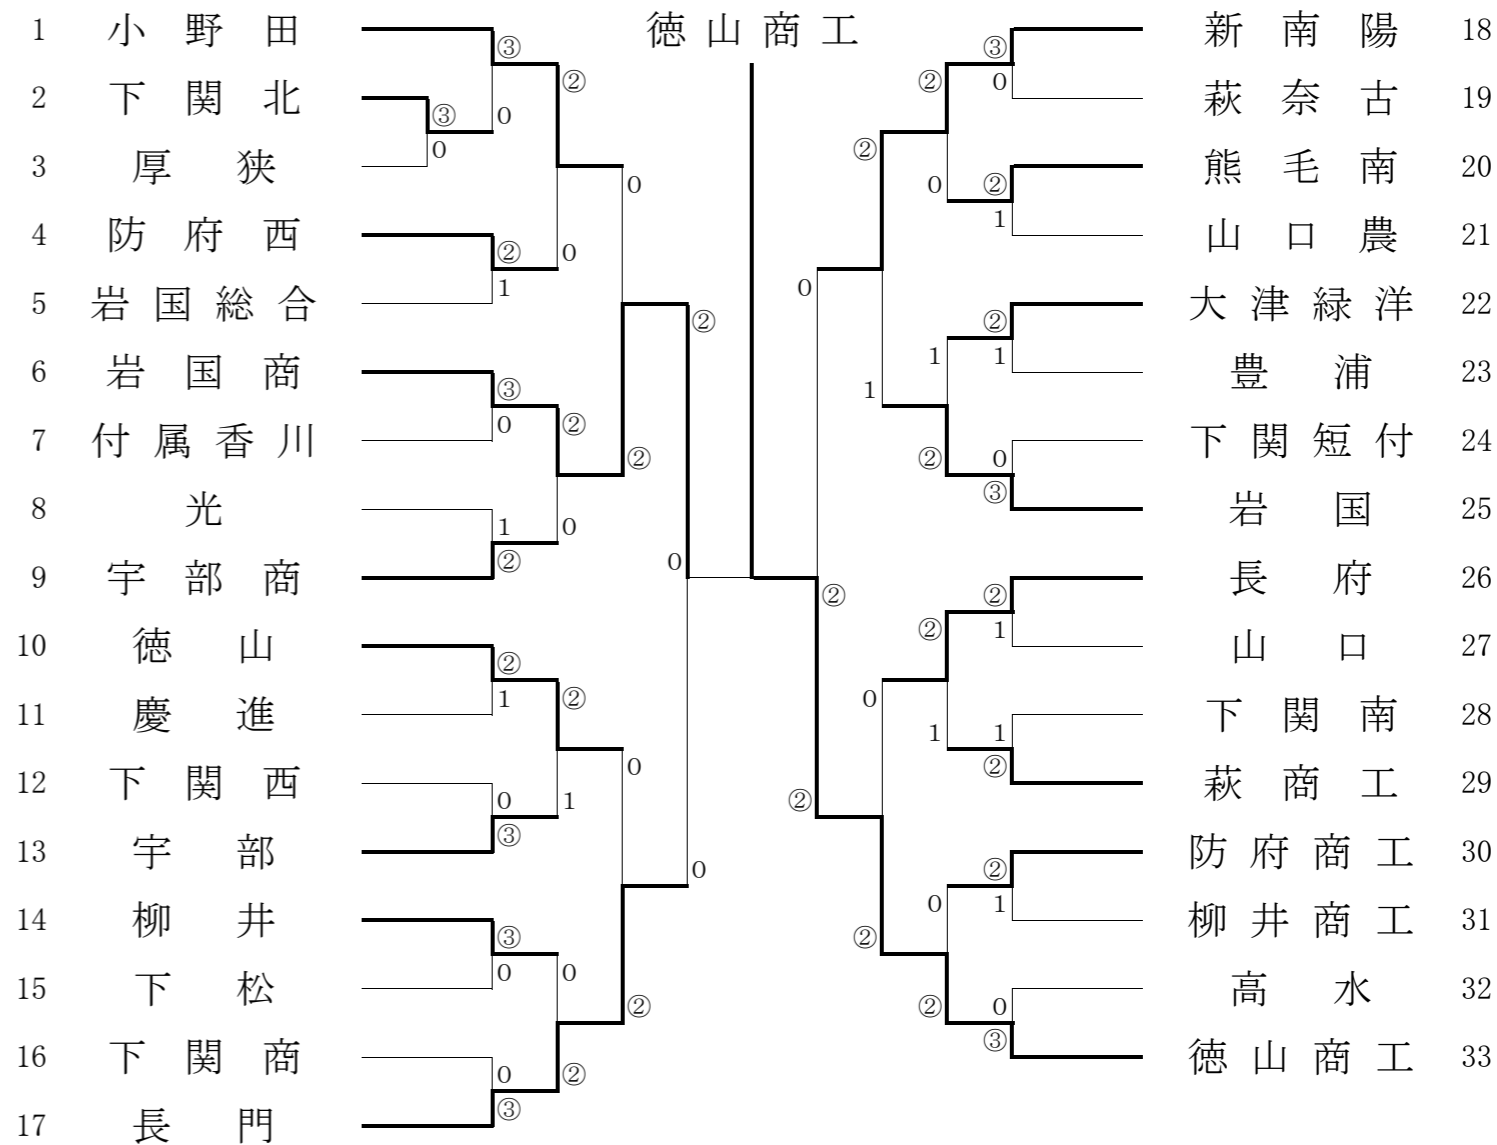 徳山商工
1 小野田
③
②
2 下関北
③
0
0
3 厚狭
0
4 防府西
②
0
5 岩国総合
1
②
6 岩国商
③
7 付属香川
0
②
②
8 光
1
0
9 宇部商
②
0
10 徳山
②
11 慶進
1
②
0
12 下関西
0
1
13 宇部
③
0
14 柳井
③
15 下松
0
0
②
16 下関商
0
②
17 長門
③
新南陽 18
③
②
0
萩奈古 19
②
熊毛南 20
0
②
1
山口農 21
0
大津緑洋 22
②
1
1
豊浦 23
1
下関短付 24
②
0
③
岩国 25
長府 26
②
②
②
1
山口 27
0
下関南 28
1
1
②
萩商工 29
②
防府商工 30
②
0
1
柳井商工 31
②
高水 32
②
0
③
徳山商工 33